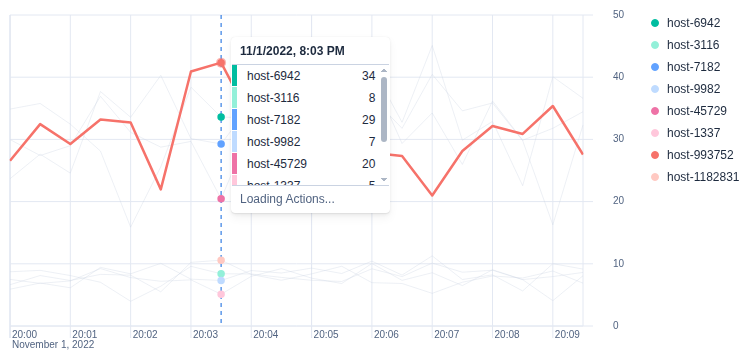 50
40
30
20
10
0
11/1/2022, 8:03 PM
host-6942 34
host-3116 8
host-7182 29
host-9982 7
host-45729 20
host-1337 5
Loading Actions...
20:00 20:01 20:02 20:03 20:04 20:05 20:06 20:07 20:08 20:09
November 1, 2022
host-6942
host-3116
host-7182
host-9982
host-45729
host-1337
host-993752
host-1182831